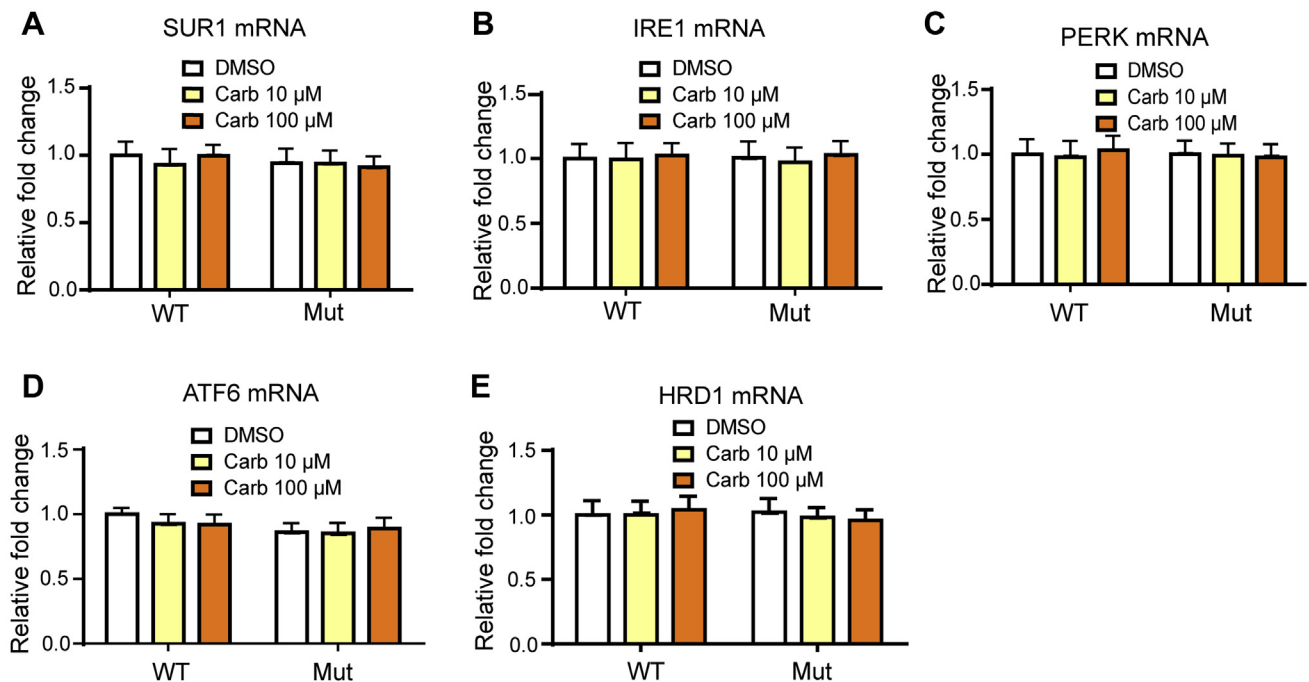 A
SUR1 mRNA
DMSO
Carb 10 µM
Carb 100 µM
Relative fold change
1.5
1.0
0.5
0.0
WT
Mut
B
IRE1 mRNA
DMSO
Carb 10 µM
Carb 100 µM
Relative fold change
1.5
1.0
0.5
0.0
WT
Mut
C
PERK mRNA
DMSO
Carb 10 µM
Carb 100 µM
Relative fold change
1.5
1.0
0.5
0.0
WT
Mut
D
ATF6 mRNA
DMSO
Carb 10 µM
Carb 100 µM
Relative fold change
1.5
1.0
0.5
0.0
WT
Mut
E
HRD1 mRNA
DMSO
Carb 10 µM
Carb 100 µM
Relative fold change
1.5
1.0
0.5
0.0
WT
Mut